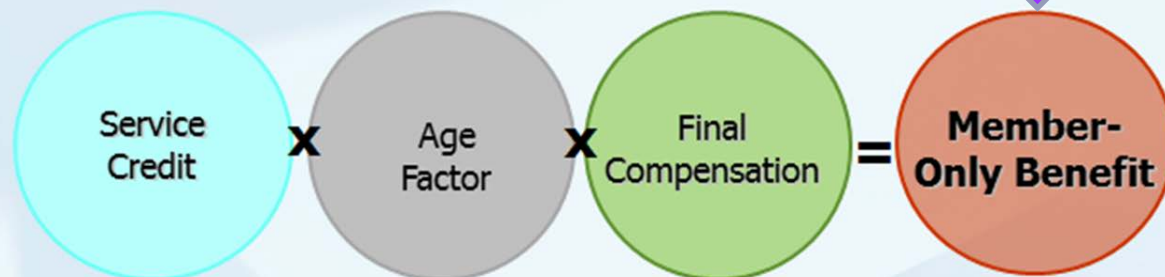 Service
Credit
x
Age
Factor
x
Final
Compensation
=
Member-
Only Benefit